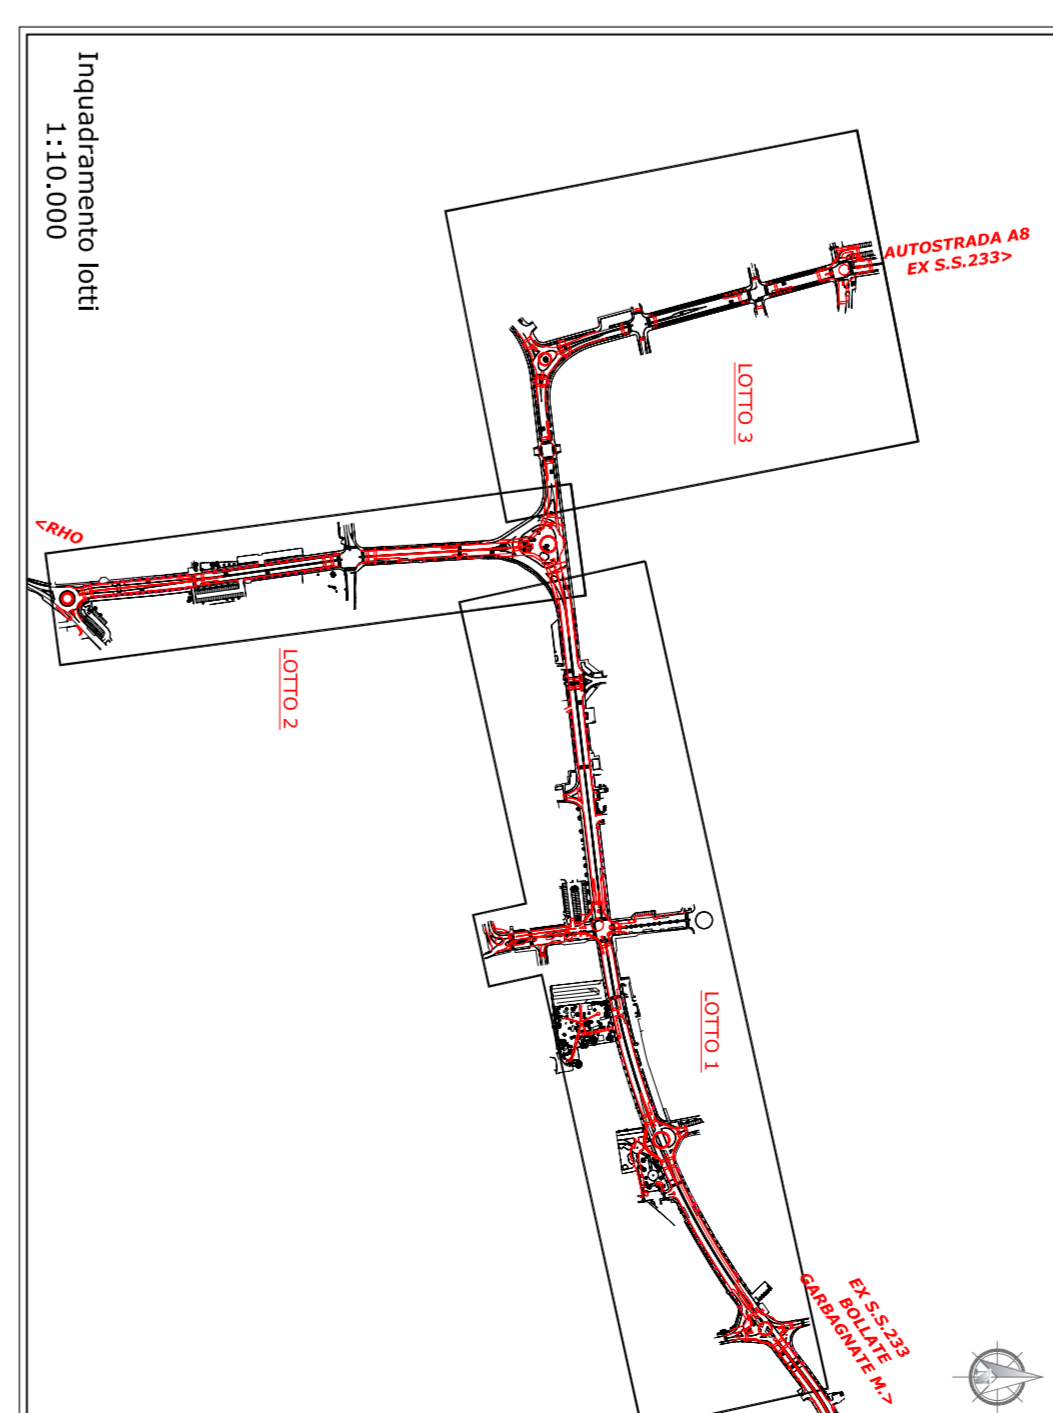 Inquadramento lotti
1:10.000
AUTOSTRADA A8
EX S.S.233>
LOTTO 3
<RHO
LOTTO 2
LOTTO 1
EX S.S.233
BOLLATE
GARBAGNATE M.>